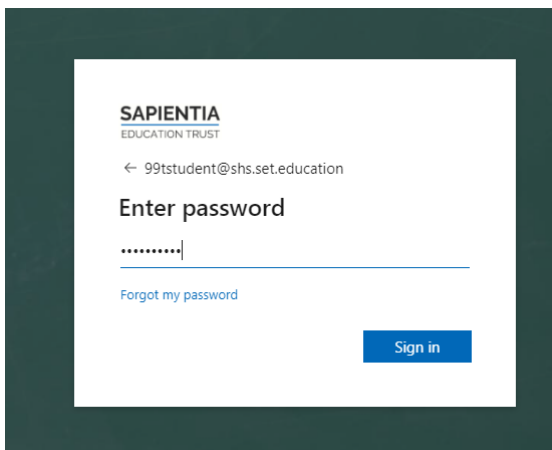 SAPIENTIA
EDUCATION TRUST
← 99tstudent@shs.set.education
Enter password
••••••••••
Forgot my password
Sign in